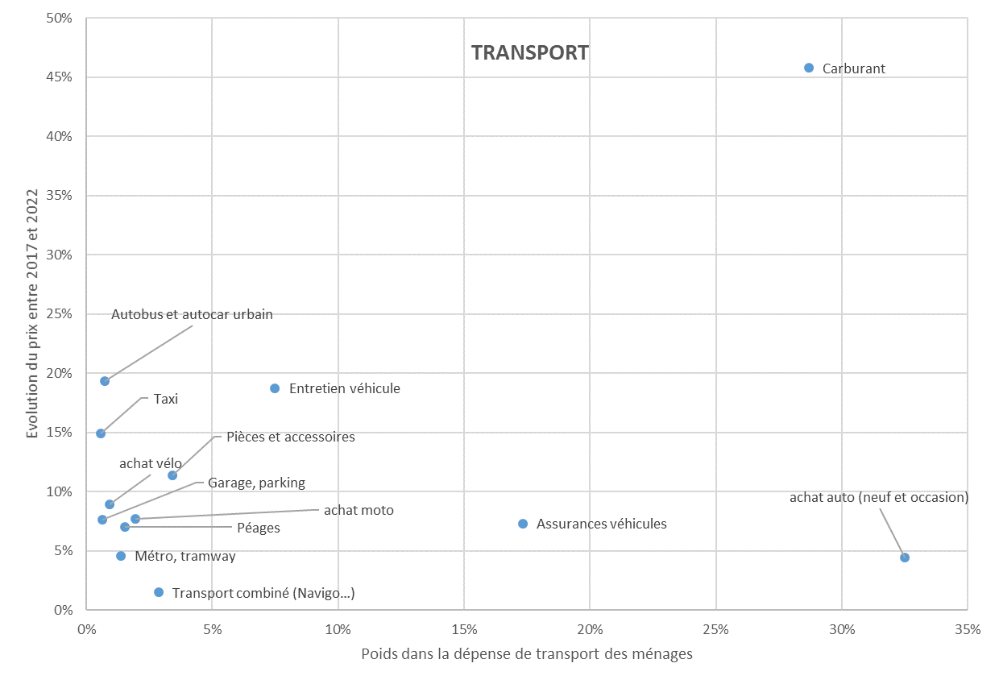 TRANSPORT
50%
45%
40%
35%
30%
25%
20%
15%
10%
5%
0%
Evolution du prix entre 2017 et 2022
Carburant
Autobus et autocar urbain
Entretien véhicule
Taxi
Pièces et accessoires
achat vélo
Garage, parking
achat auto (neuf et occasion)
achat moto
Assurances véhicules
Péages
Métro, tramway
Transport combiné (Navigo...)
0%
5%
10%
15%
20%
25%
30%
35%
Poids dans la dépense de transport des ménages